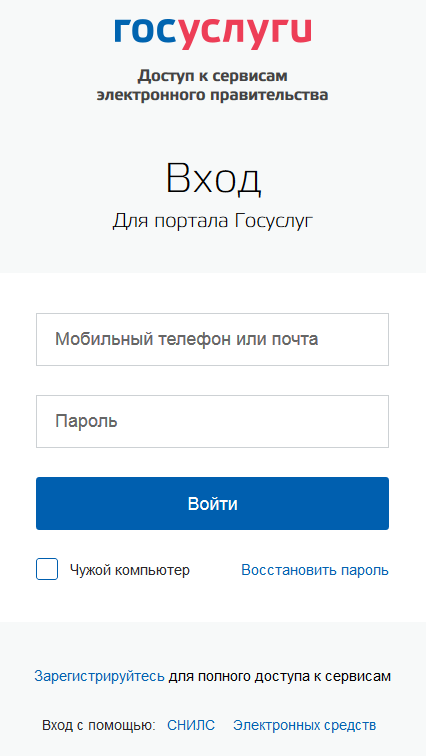 госуслуги
Доступ к сервисам
электронного правительства
Вход
Для портала Госуслуг
Мобильный телефон или почта
Пароль
Войти
Чужой компьютер Восстановить пароль
Зарегистрируйтесь для полного доступа к сервисам
Вход с помощью: СНИЛС Электронных средств